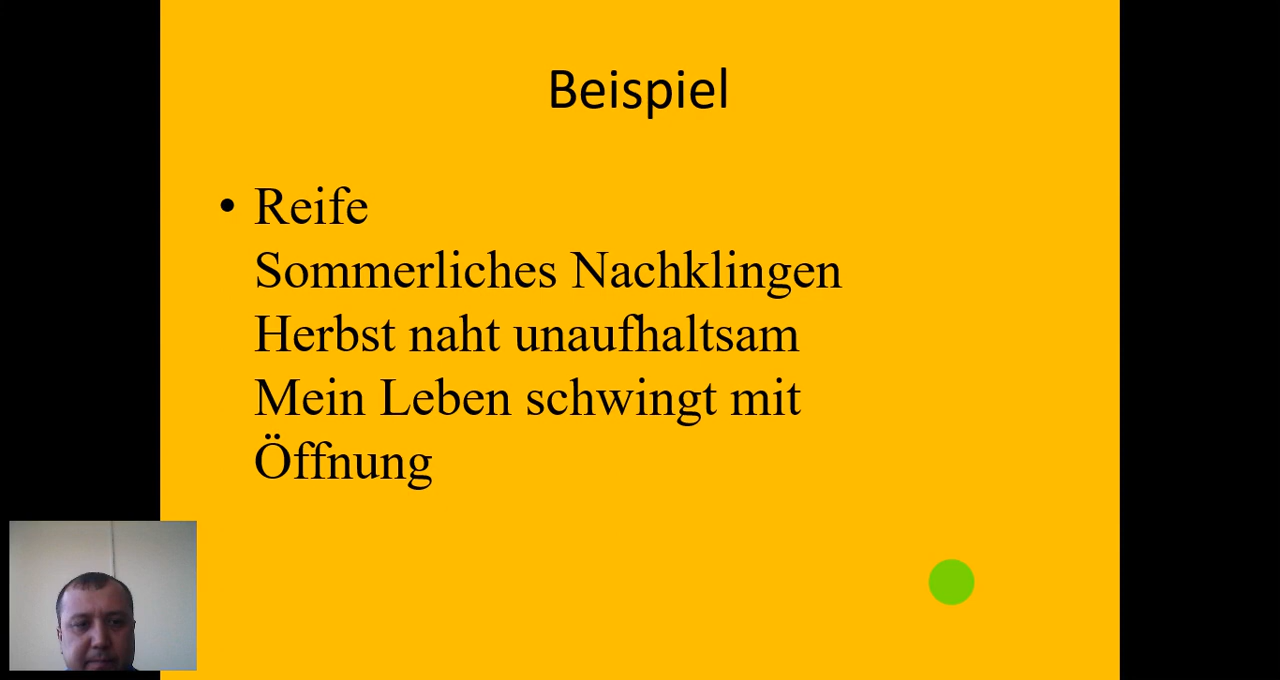 Beispiel
• Reife
Sommerliches Nachklingen
Herbst naht unaufhaltsam
Mein Leben schwingt mit
Öffnung